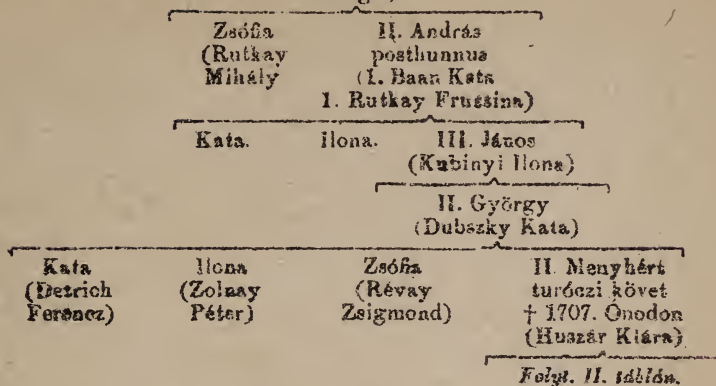 Zsófia II. András
(Rutkay posthunnus
Mihály (1. Baan Kata
1. Rutkay Frussina)
Kata. Ilona. III. János
(Kubinyi Ilona)
II. György
(Dubszky Kata)
Kata Ilona Zsófia II. Menyhért
(Detrich (Zolnay (Révay turóczi követ
Ferencz) Péter) Zsigmond) † 1707. Ónodon
(Huszár Klára)
Folyt. II. táblán.